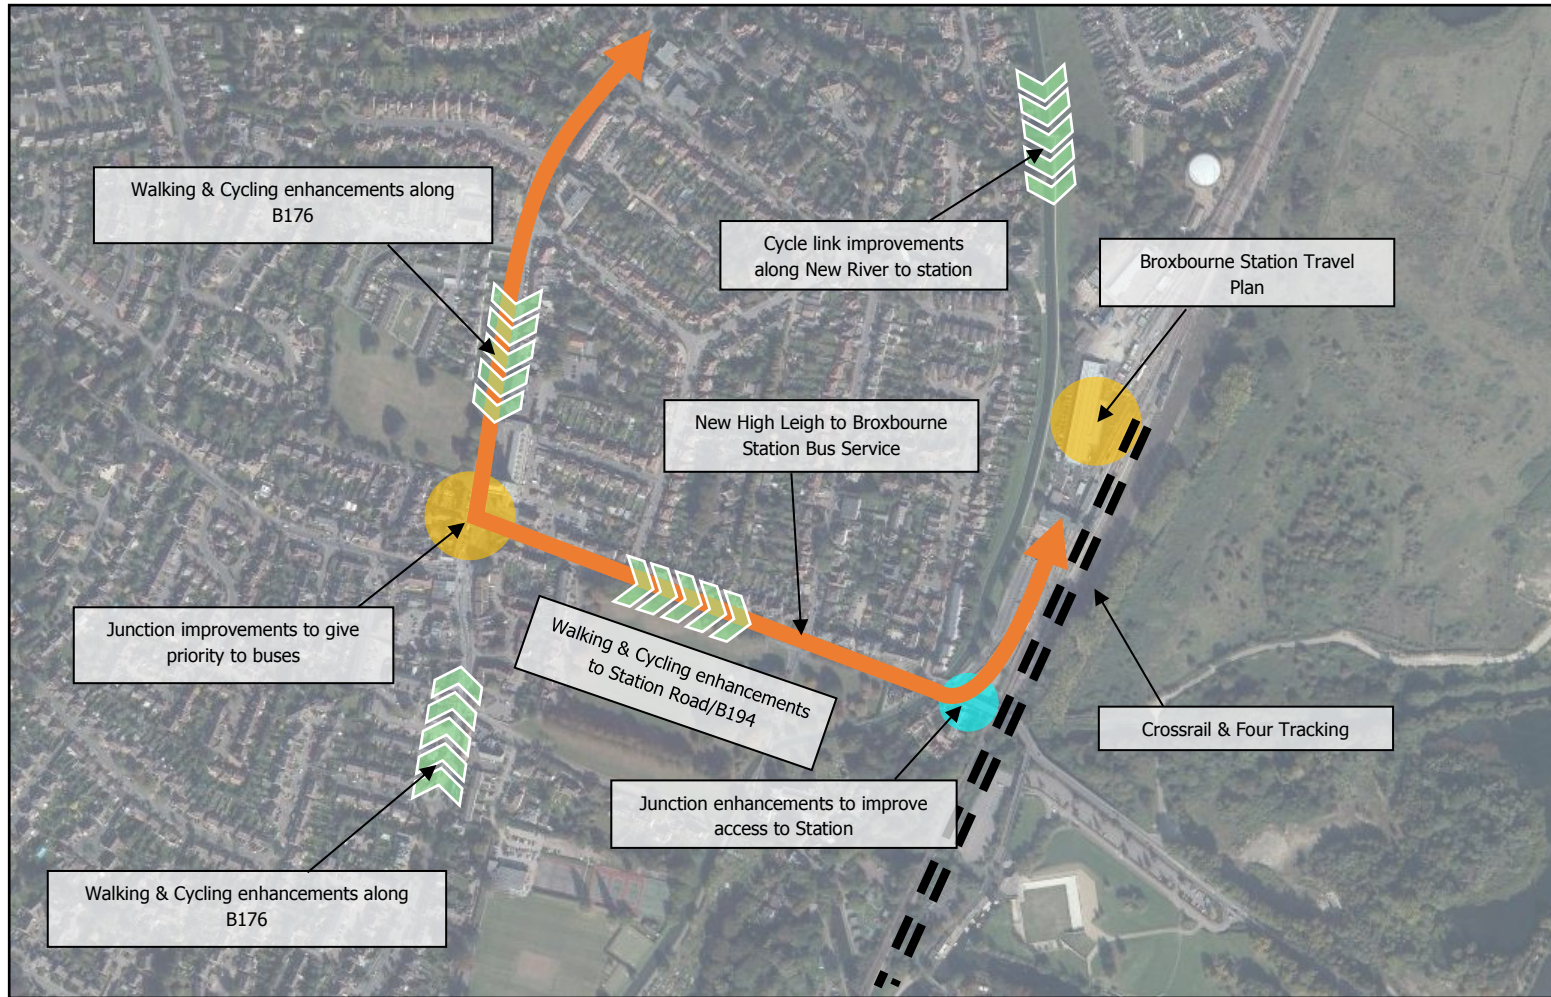 Walking & Cycling enhancements along
B176
Cycle link improvements
along New River to station
Broxbourne Station Travel
Plan
New High Leigh to Broxbourne
Station Bus Service
Junction improvements to give
priority to buses
Walking & Cycling enhancements
to Station Road/B194
Crossrail & Four Tracking
Junction enhancements to improve
access to Station
Walking & Cycling enhancements along
B176